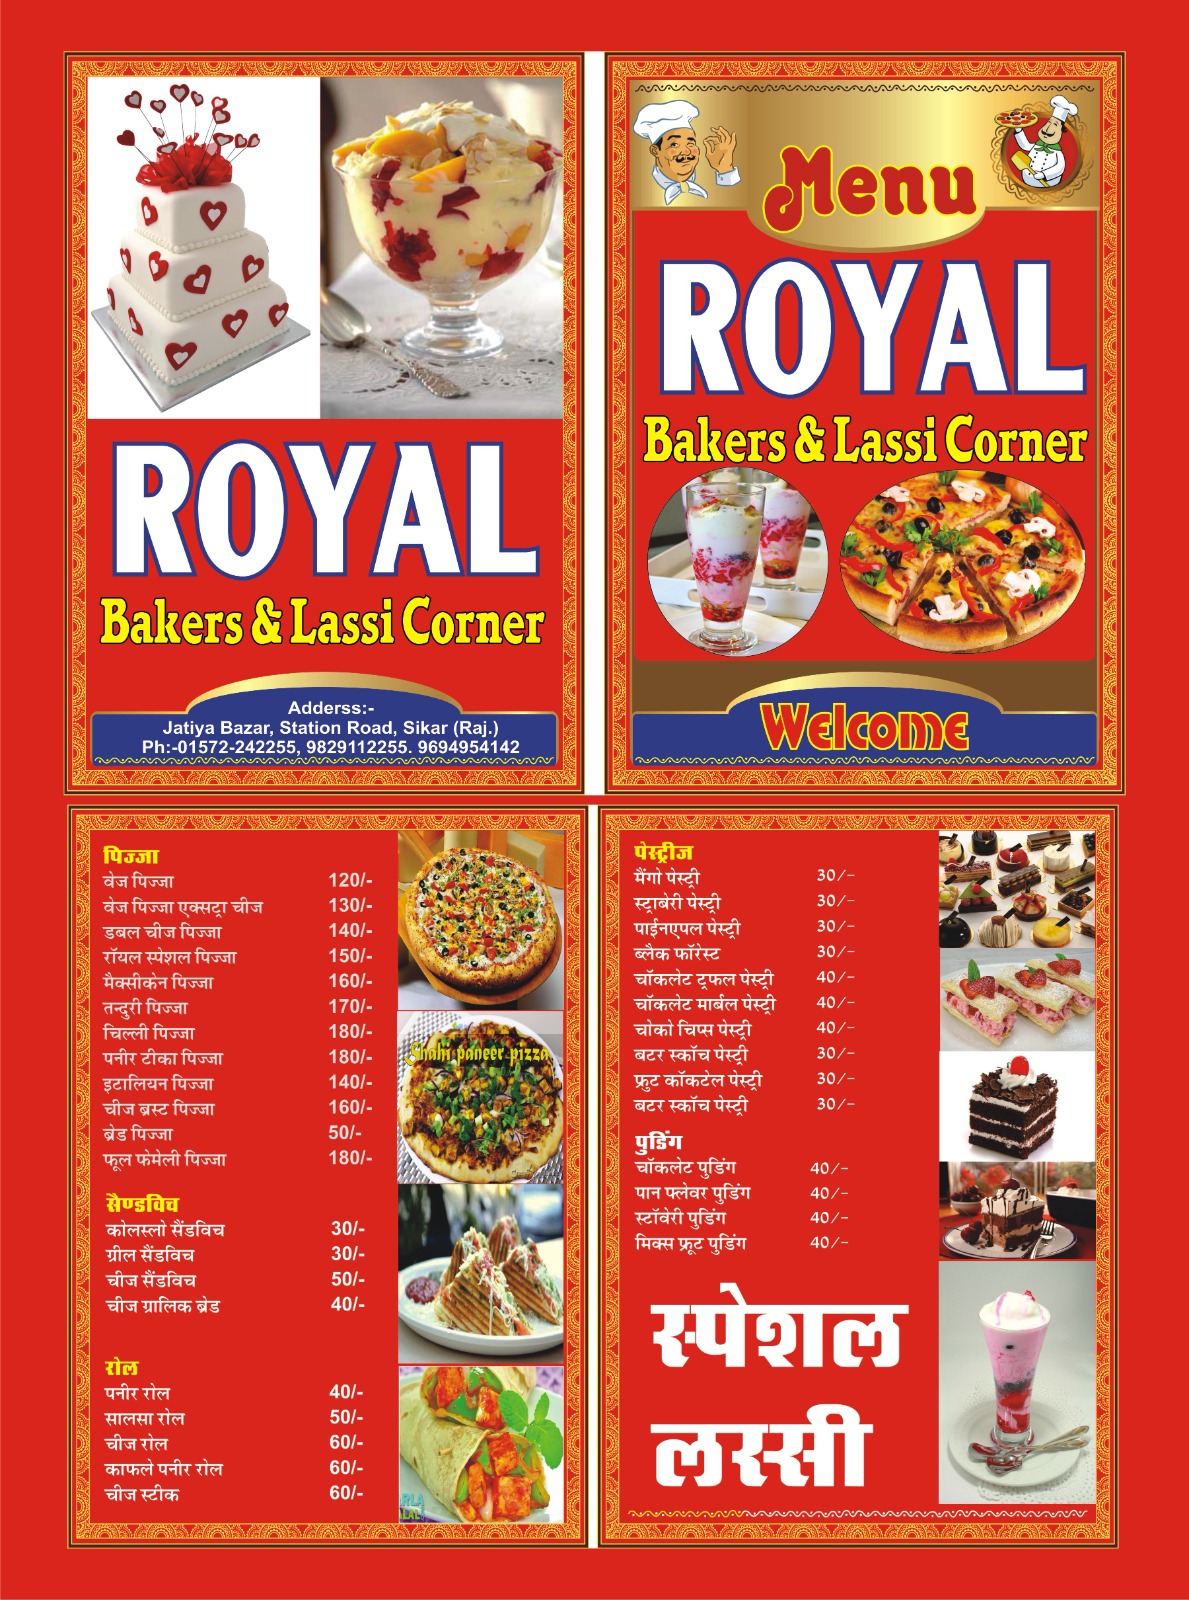 ROYAL
Bakers & Lassi Corner
Adderss:-
Jatiya Bazar, Station Road, Sikar (Raj.)
Ph:-01572-242255, 9829112255. 9694954142
Menu
ROYAL
Bakers & Lassi Corner
Welcome
पिज्जा
वेज पिज्जा 120/-
वेज पिज्जा एक्सट्रा चीज 130/-
डबल चीज पिज्जा 140/-
रॉयल स्पेशल पिज्जा 150/-
मैक्सीकेन पिज्जा 160/-
तन्दुरी पिज्जा 170/-
चिल्ली पिज्जा 180/-
पनीर टीका पिज्जा 180/-
इटालियन पिज्जा 140/-
चीज ब्रस्ट पिज्जा 160/-
ब्रेड पिज्जा 50/-
फूल फेमेली पिज्जा 180/-
Shahi paneer pizza
सैण्डविच
कोलस्लो सैंडविच 30/-
ग्रील सैंडविच 30/-
चीज सैंडविच 50/-
चीज ग्रालिक ब्रेड 40/-
रोल
पनीर रोल 40/-
सालसा रोल 50/-
चीज रोल 60/-
काफले पनीर रोल 60/-
चीज स्टीक 60/-
पेस्ट्रीज
मैंगो पेस्ट्री 30/-
स्ट्राबेरी पेस्ट्री 30/-
पाईनएपल पेस्ट्री 30/-
ब्लैक फॉरेस्ट 30/-
चॉकलेट ट्रफल पेस्ट्री 40/-
चॉकलेट मार्बल पेस्ट्री 40/-
चोको चिप्स पेस्ट्री 40/-
बटर स्कॉच पेस्ट्री 30/-
फ्रुट कॉकटेल पेस्ट्री 30/-
बटर स्कॉच पेस्ट्री 30/-
पुडिंग
चॉकलेट पुडिंग 40/-
पान फ्लेवर पुडिंग 40/-
स्टॉवेरी पुडिंग 40/-
मिक्स फ्रूट पुडिंग 40/-
स्पेशल
लस्सी